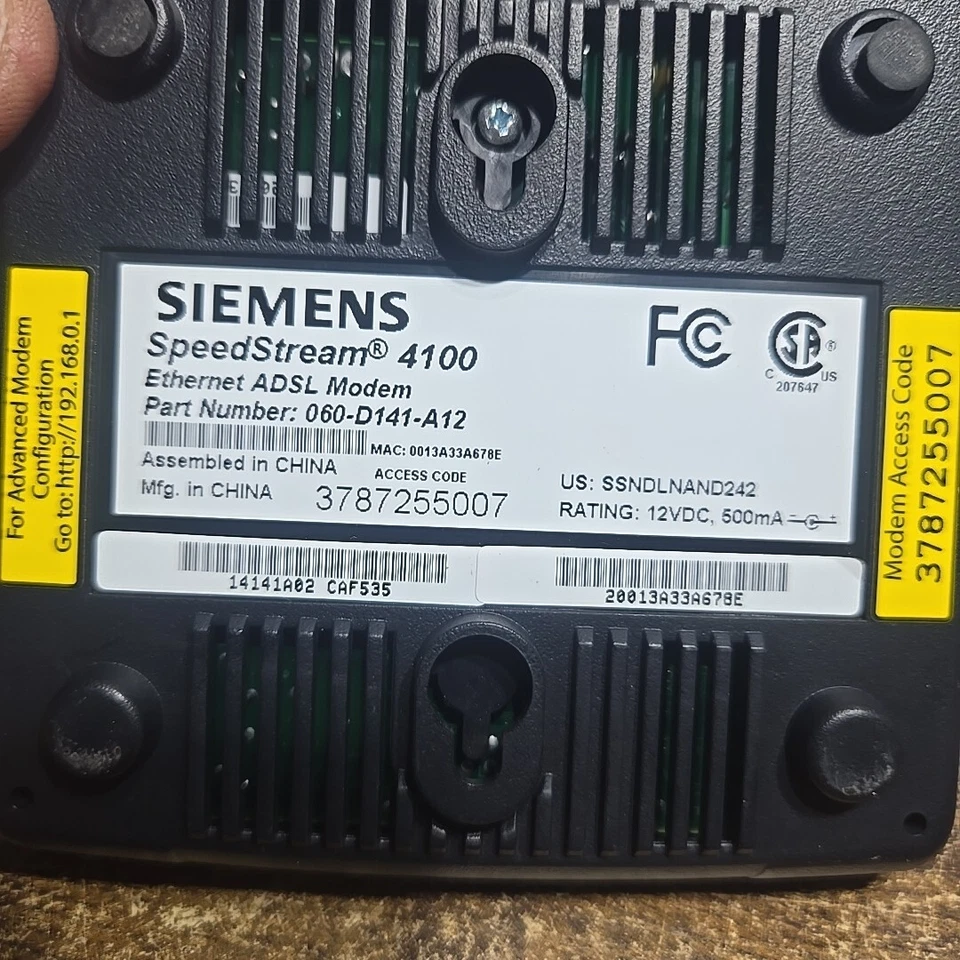 For Advanced Modem
Configuration
Go to: http://192.168.0.1
SIEMENS
SpeedStream® 4100
Ethernet ADSL Modem
Part Number: 060-D141-A12
MAC: 0013A33A678E
Assembled in CHINA
ACCESS CODE
Mfg. in CHINA
3787255007
FC
SA ®
C US
207647
US: SSNDLNAND242
RATING: 12VDC, 500mA
- +
14141A02 CAF535
20013A33A678E
Modem Access Code
3787255007